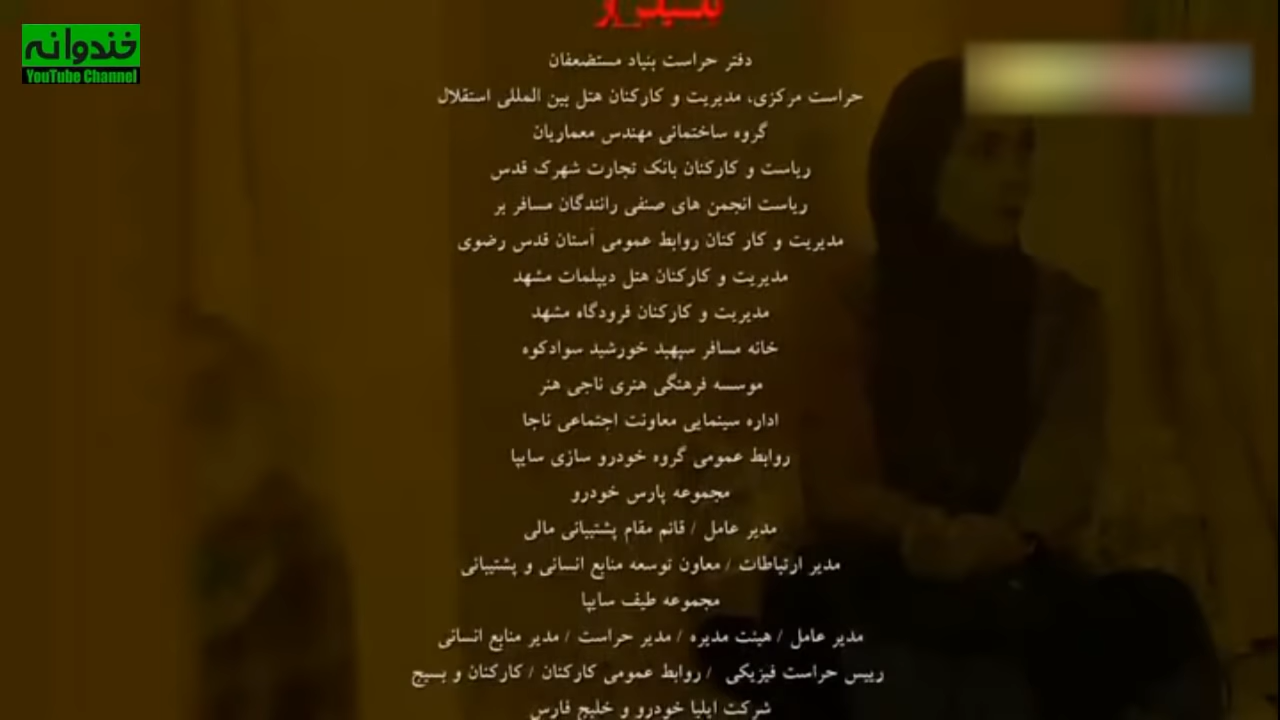 خندوانه
YouTube Channel
دفتر حراست بنیاد مستضعفان
حراست مرکزی، مدیریت و کارکنان هتل بین المللی استقلال
گروه ساختمانی مهندس معماریان
ریاست و کارکنان بانک تجارت شهرک قدس
ریاست انجمن های صنفی رانندگان مسافر بر
مدیریت و کار کنان روابط عمومی آستان قدس رضوی
مدیریت و کارکنان هتل دیپلمات مشهد
مدیریت و کارکنان فرودگاه مشهد
خانه مسافر سپهبد خورشید سوادکوه
موسسه فرهنگی هنری ناجی هنر
اداره سینمایی معاونت اجتماعی ناجا
روابط عمومی گروه خودرو سازی سایپا
مجموعه پارس خودرو
مدیر عامل / قائم مقام پشتیبانی مالی
مدیر ارتباطات / معاون توسعه منابع انسانی و پشتیبانی
مجموعه طیف سایپا
مدیر عامل / هیئت مدیره / مدیر حراست / مدیر منابع انسانی
رییس حراست فیزیکی / روابط عمومی کارکنان / کارکنان و بسیج
شرکت ایلیا خودرو و خلیج فارس